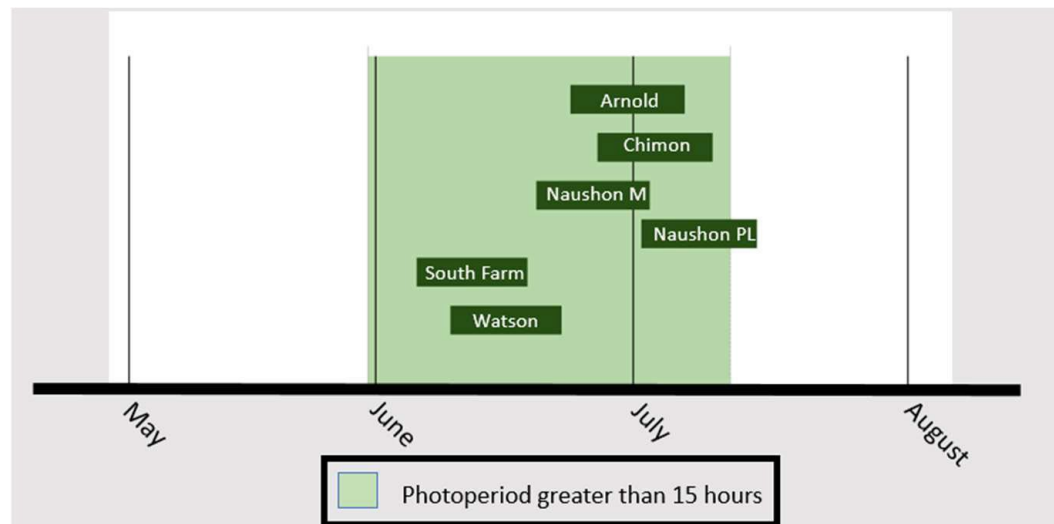 Arnold
Chimon
Naushon M
Naushon PL
South Farm
Watson
May
June
July
August
Photoperiod greater than 15 hours